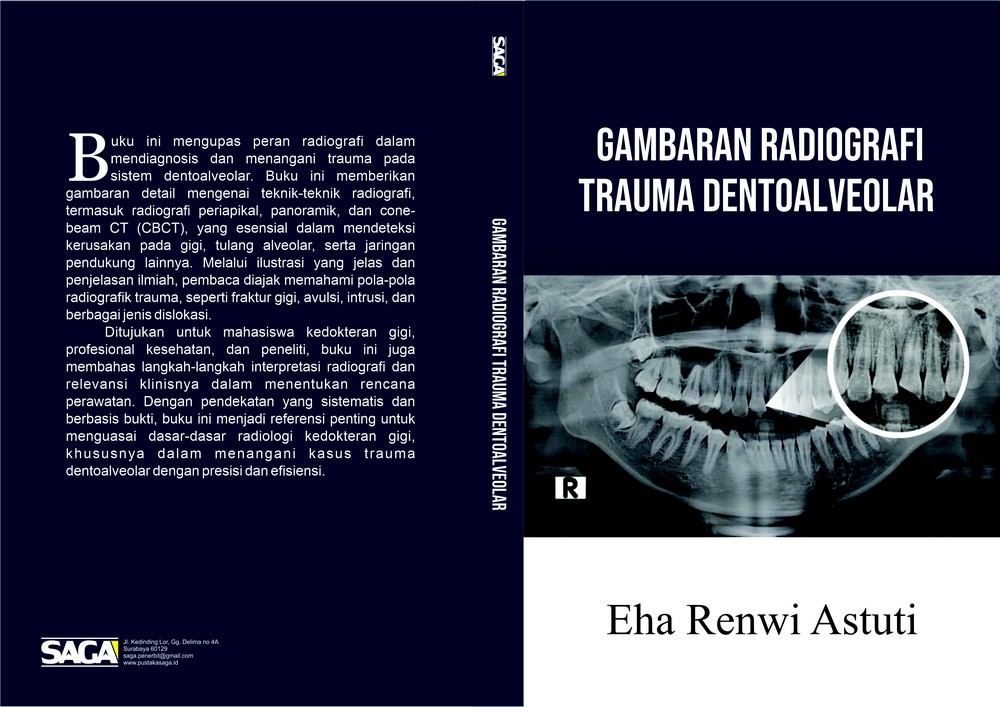 Buku ini mengupas peran radiografi dalam
mendiagnosis dan menangani trauma pada
sistem dentoalveolar. Buku ini memberikan
gambaran detail mengenai teknik-teknik radiografi,
termasuk radiografi periapikal, panoramik, dan cone-
beam CT (CBCT), yang esensial dalam mendeteksi
kerusakan pada gigi, tulang alveolar, serta jaringan
pendukung lainnya. Melalui ilustrasi yang jelas dan
penjelasan ilmiah, pembaca diajak memahami pola-pola
radiografik trauma, seperti fraktur gigi, avulsi, intrusi, dan
berbagai jenis dislokasi.
Ditujukan untuk mahasiswa kedokteran gigi,
profesional kesehatan, dan peneliti, buku ini juga
membahas langkah-langkah interpretasi radiografi dan
relevansi klinisnya dalam menentukan rencana
perawatan. Dengan pendekatan yang sistematis dan
berbasis bukti, buku ini menjadi referensi penting untuk
menguasai dasar-dasar radiologi kedokteran gigi,
khususnya dalam menangani kasus trauma
dentoalveolar dengan presisi dan efisiensi.
SAGA
Jl. Kedinding Lor, Gg. Delima no 4A
Surabaya 60129
saga.penerbit@gmail.com
www.pustakasaga.id
SAGA
GAMBARAN RADIOGRAFI TRAUMA DENTOALVEOLAR
GAMBARAN RADIOGRAFI
TRAUMA DENTOALVEOLAR
R
Eha Renwi Astuti